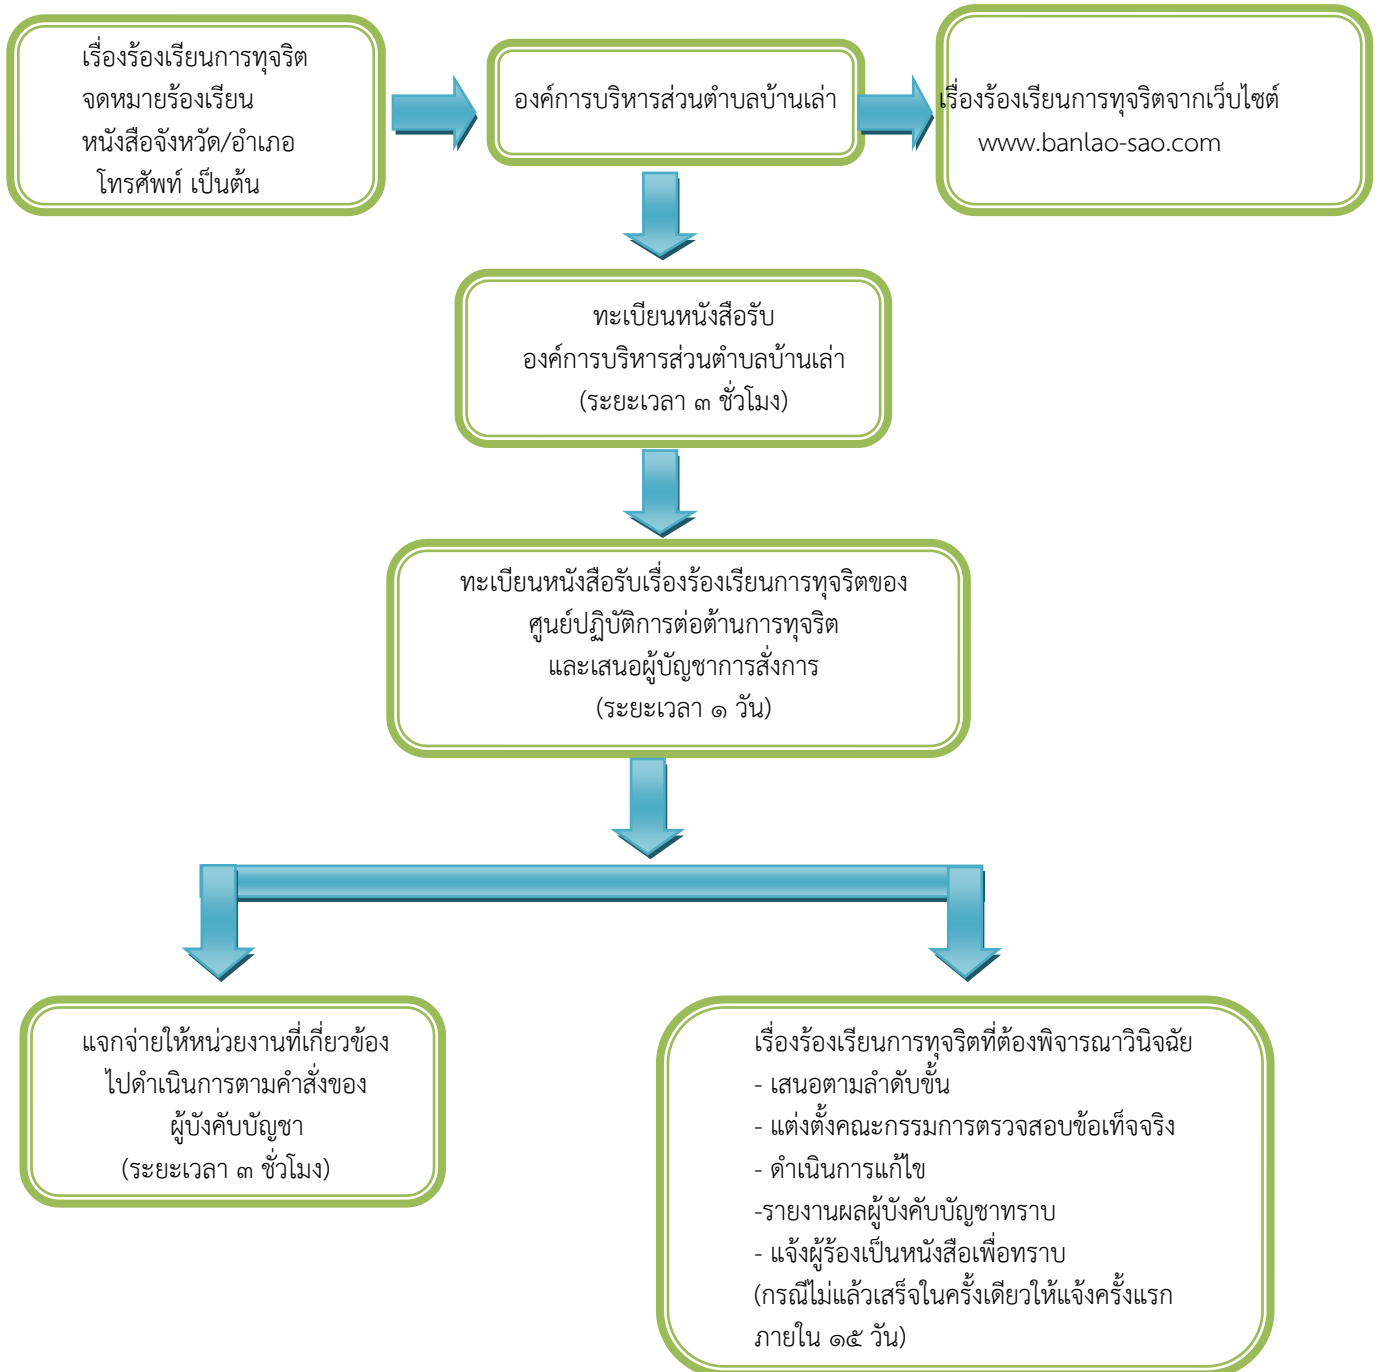 เรื่องร้องเรียนการทุจริต
จดหมายร้องเรียน
หนังสือจังหวัด/อำเภอ
โทรศัพท์ เป็นต้น
องค์การบริหารส่วนตำบลบ้านเล่า
เรื่องร้องเรียนการทุจริตจากเว็บไซต์
www.banlao-sao.com
ทะเบียนหนังสือรับ
องค์การบริหารส่วนตำบลบ้านเล่า
(ระยะเวลา ๓ ชั่วโมง)
ทะเบียนหนังสือรับเรื่องร้องเรียนการทุจริตของ
ศูนย์ปฏิบัติการต่อต้านการทุจริต
และเสนอผู้บัญชาการสั่งการ
(ระยะเวลา ๑ วัน)
แจกจ่ายให้หน่วยงานที่เกี่ยวข้อง
ไปดำเนินการตามคำสั่งของ
ผู้บังคับบัญชา
(ระยะเวลา ๓ ชั่วโมง)
เรื่องร้องเรียนการทุจริตที่ต้องพิจารณาวินิจฉัย
- เสนอตามลำดับขั้น
- แต่งตั้งคณะกรรมการตรวจสอบข้อเท็จจริง
- ดำเนินการแก้ไข
-รายงานผลผู้บังคับบัญชาทราบ
- แจ้งผู้ร้องเป็นหนังสือเพื่อทราบ
(กรณีไม่แล้วเสร็จในครั้งเดียวให้แจ้งครั้งแรก
ภายใน ๑๕ วัน)